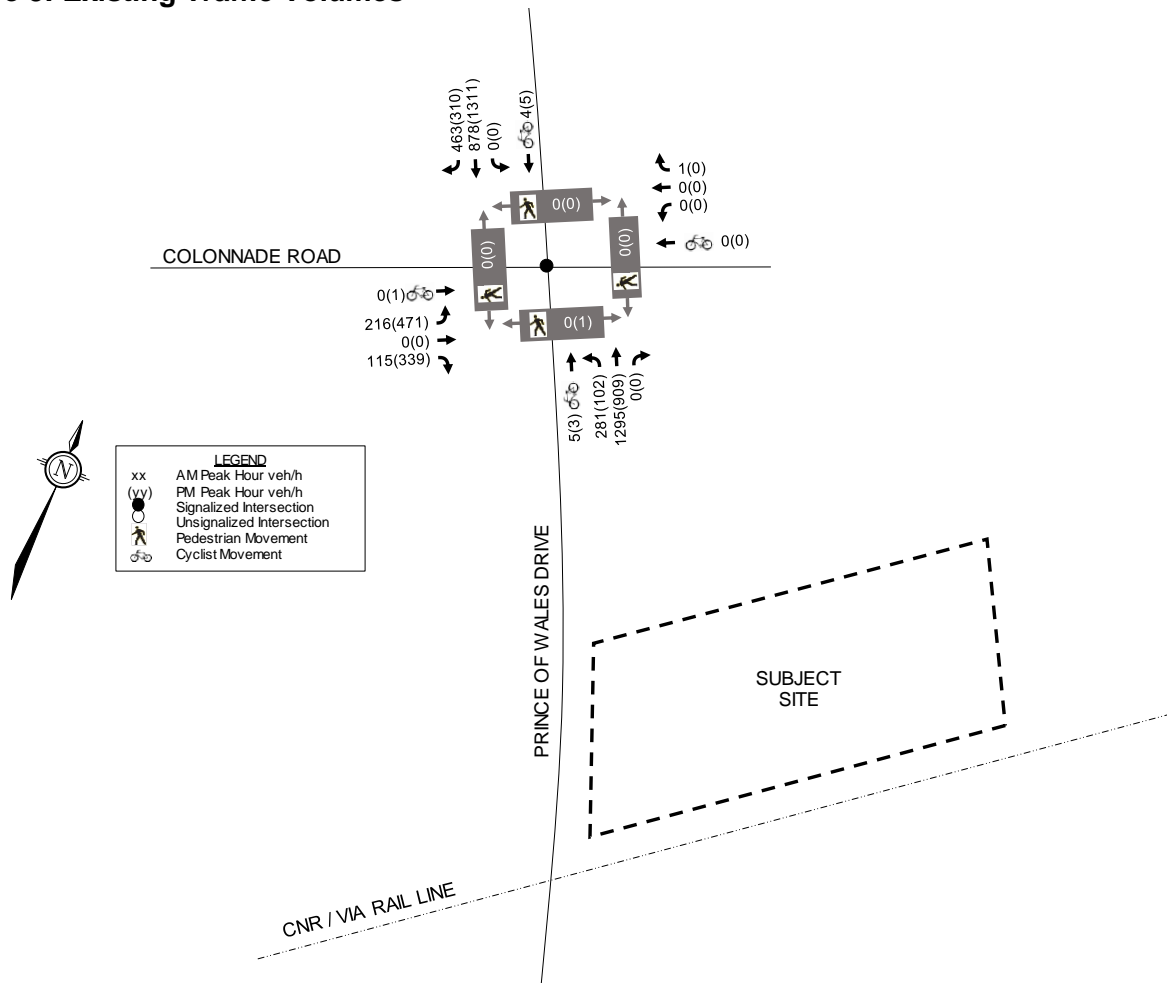 Existing Traffic Volumes
463(310)
878(1311)
0(0)
4(5)
1(0)
0(0)
0(0)
0(0)
0(0)
0(0)
0(0)
COLONNADE ROAD
0(1)
216(471)
0(0)
115(339)
0(1)
5(3)
281(102)
1295(909)
0(0)
N
LEGEND
xx AM Peak Hour veh/h
(yy) PM Peak Hour veh/h
Signalized Intersection
Unsignalized Intersection
Pedestrian Movement
Cyclist Movement
PRINCE OF WALES DRIVE
SUBJECT
SITE
CNR / VIA RAIL LINE